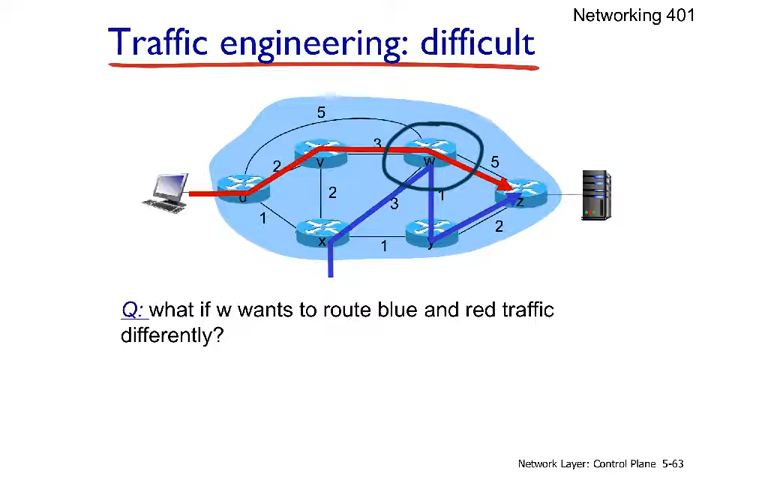 Networking 401
Traffic engineering: difficult
5
3
v
w
5
2
u
z
2
3
1
1
x
1
y
2
Q: what if w wants to route blue and red traffic
differently?
Network Layer: Control Plane 5-63